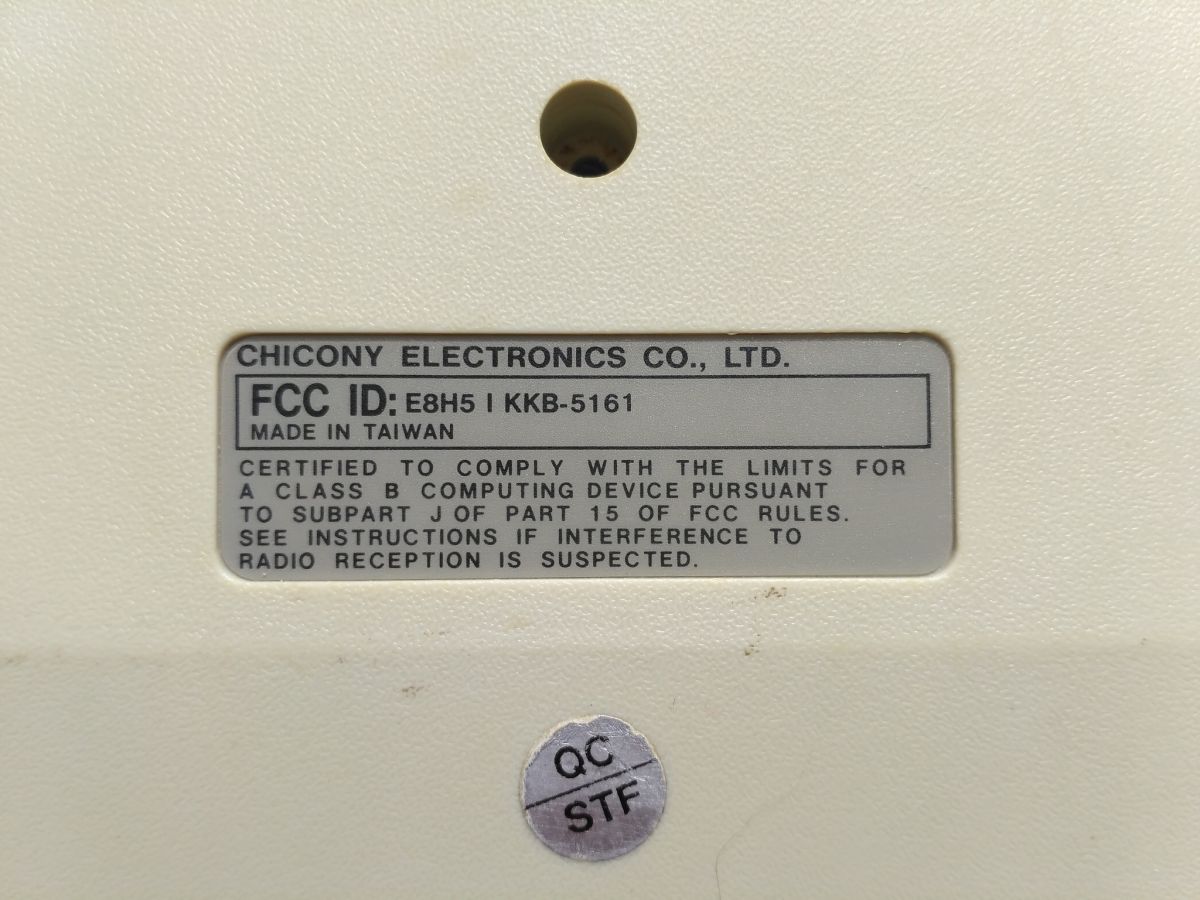 CHICONY ELECTRONICS CO., LTD.
FCC ID: E8H5 I KKB-5161
MADE IN TAIWAN
CERTIFIED TO COMPLY WITH THE LIMITS FOR
A CLASS B COMPUTING DEVICE PURSUANT
TO SUBPART J OF PART 15 OF FCC RULES.
SEE INSTRUCTIONS IF INTERFERENCE TO
RADIO RECEPTION IS SUSPECTED.
QC
STF